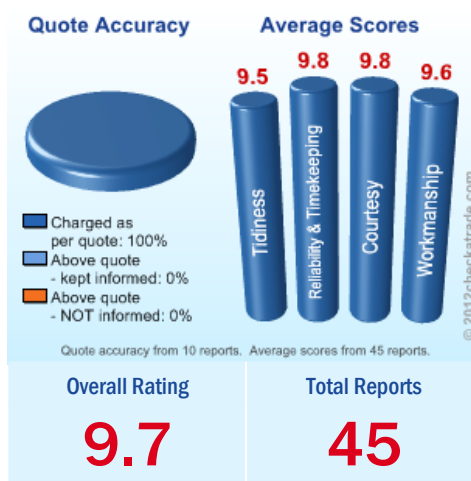 Quote Accuracy
Average Scores
9.5
9.8
9.8
9.6
Tidiness
Reliability & Timekeeping
Courtesy
Workmanship
Charged as
per quote: 100%
Above quote
- kept informed: 0%
Above quote
- NOT informed: 0%
© 2012checkatrade.com
Quote accuracy from 10 reports. Average scores from 45 reports.
Overall Rating
9.7
Total Reports
45